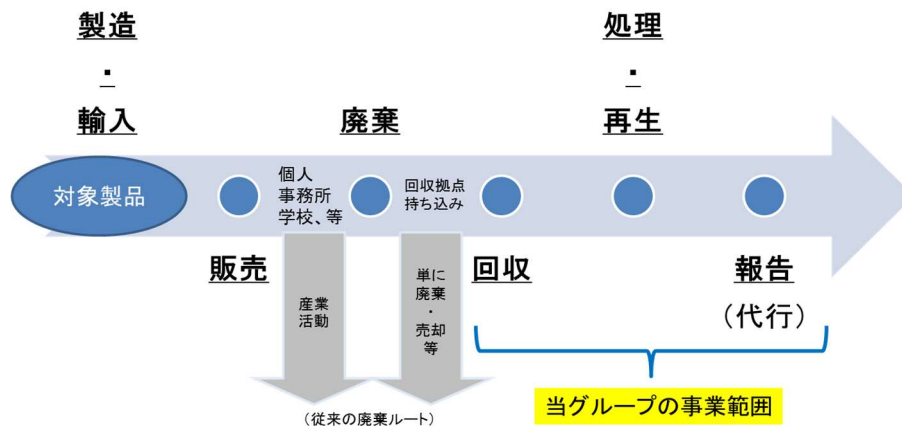 製造
・
輸入
処理
・
再生
廃棄
対象製品
個人
事務所
学校、等
回収拠点
持ち込み
販売
回収
報告
（代行）
産業
活動
単に
廃棄
・
売却
等
（従来の廃棄ルート）
当グループの事業範囲